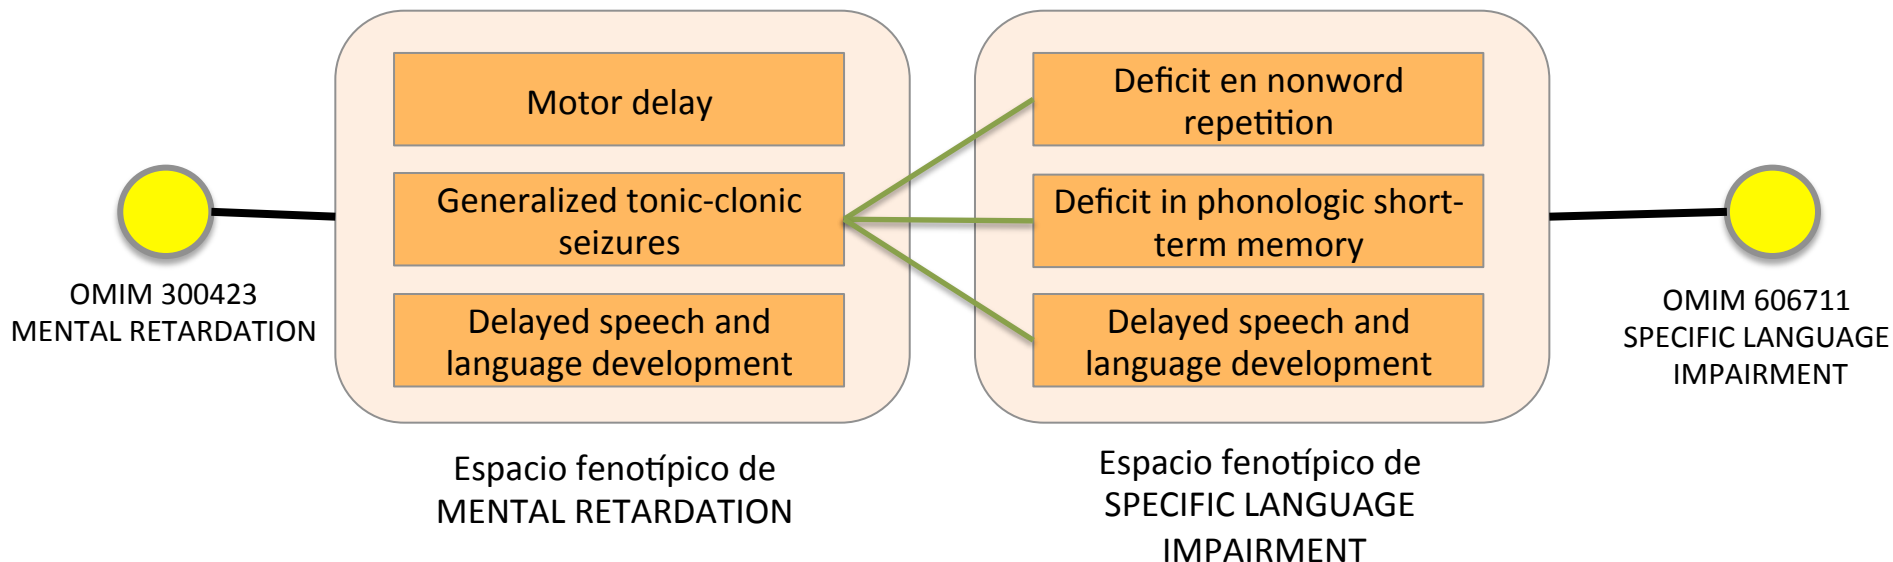 Motor delay
Generalized tonic-clonic
seizures
Delayed speech and
language development
Deficit en nonword
repetition
Deficit in phonologic short-
term memory
Delayed speech and
language development
OMIM 300423
MENTAL RETARDATION
OMIM 606711
SPECIFIC LANGUAGE
IMPAIRMENT
Espacio fenotípico de
MENTAL RETARDATION
Espacio fenotípico de
SPECIFIC LANGUAGE
IMPAIRMENT